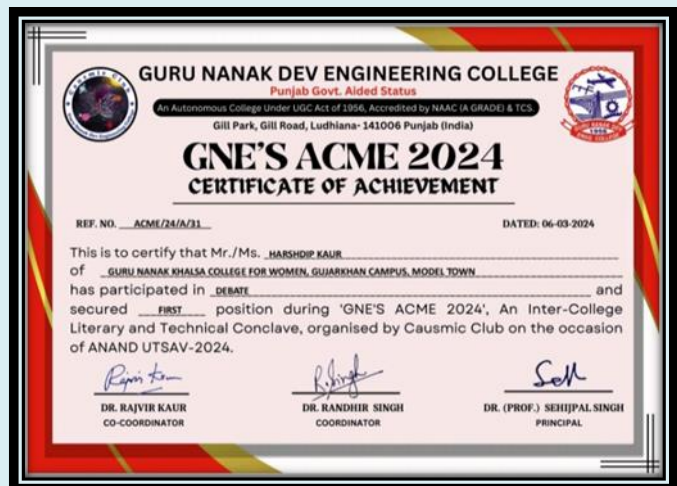 GURU NANAK DEV ENGINEERING COLLEGE
Punjab Govt. Aided Status
An Autonomous College Under UGC Act of 1956, Accredited by NAAC (A GRADE) & TCS
Gill Park, Gill Road, Ludhiana- 141006 Punjab (India)
GNE'S ACME 2024
CERTIFICATE OF ACHIEVEMENT
REF. NO. ACME/24/A/31 DATED: 06-03-2024
This is to certify that Mr./Ms. HARSHDIP KAUR
of GURU NANAK KHALSA COLLEGE FOR WOMEN, GUJARKHAN CAMPUS, MODEL TOWN
has participated in DEBATE and
secured FIRST position during 'GNE'S ACME 2024', An Inter-College
Literary and Technical Conclave, organised by Causmic Club on the occasion
of ANAND UTSAV-2024.
DR. RAJVIR KAUR DR. RANDHIR SINGH DR. (PROF.) SEHIJPAL SINGH
CO-COORDINATOR COORDINATOR PRINCIPAL
Causmic Club
1956